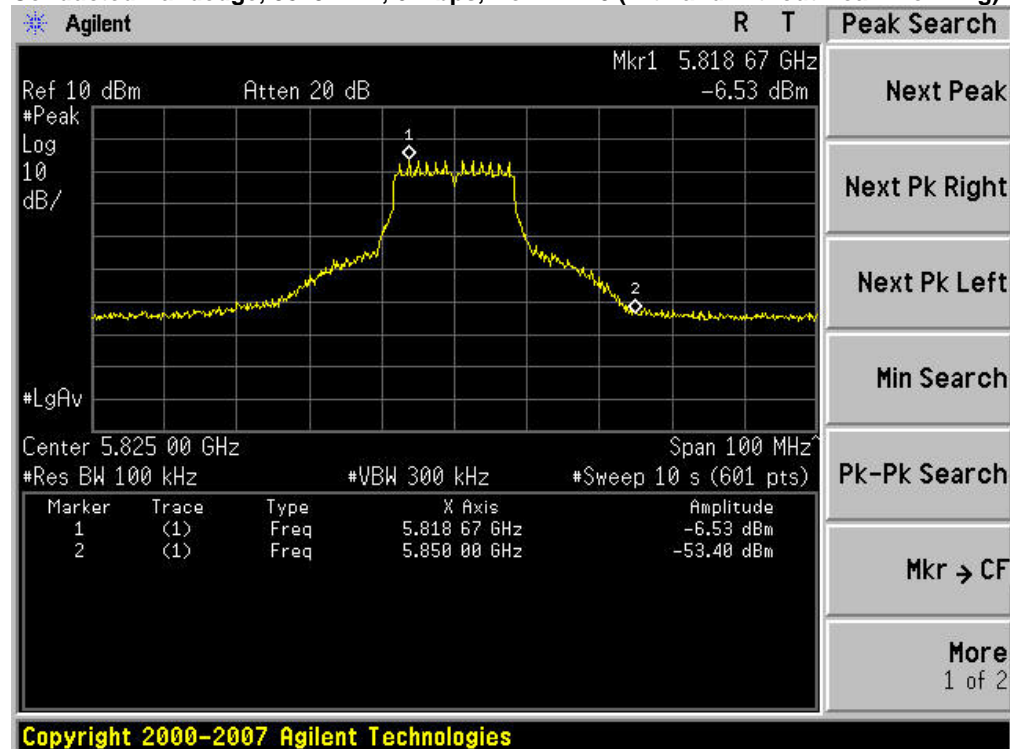 Agilent R T Peak Search
Mkr1 5.818 67 GHz
Ref 10 dBm Atten 20 dB -6.53 dBm
#Peak
Log
10
dB/
1
2
#LgAv
Center 5.825 00 GHz Span 100 MHz^
#Res BW 100 kHz #VBW 300 kHz #Sweep 10 s (601 pts)
Marker Trace Type X Axis Amplitude
1 (1) Freq 5.818 67 GHz -6.53 dBm
2 (1) Freq 5.850 00 GHz -53.40 dBm
Next Peak
Next Pk Right
Next Pk Left
Min Search
Pk-Pk Search
Mkr → CF
More
1 of 2
Copyright 2000-2007 Agilent Technologies